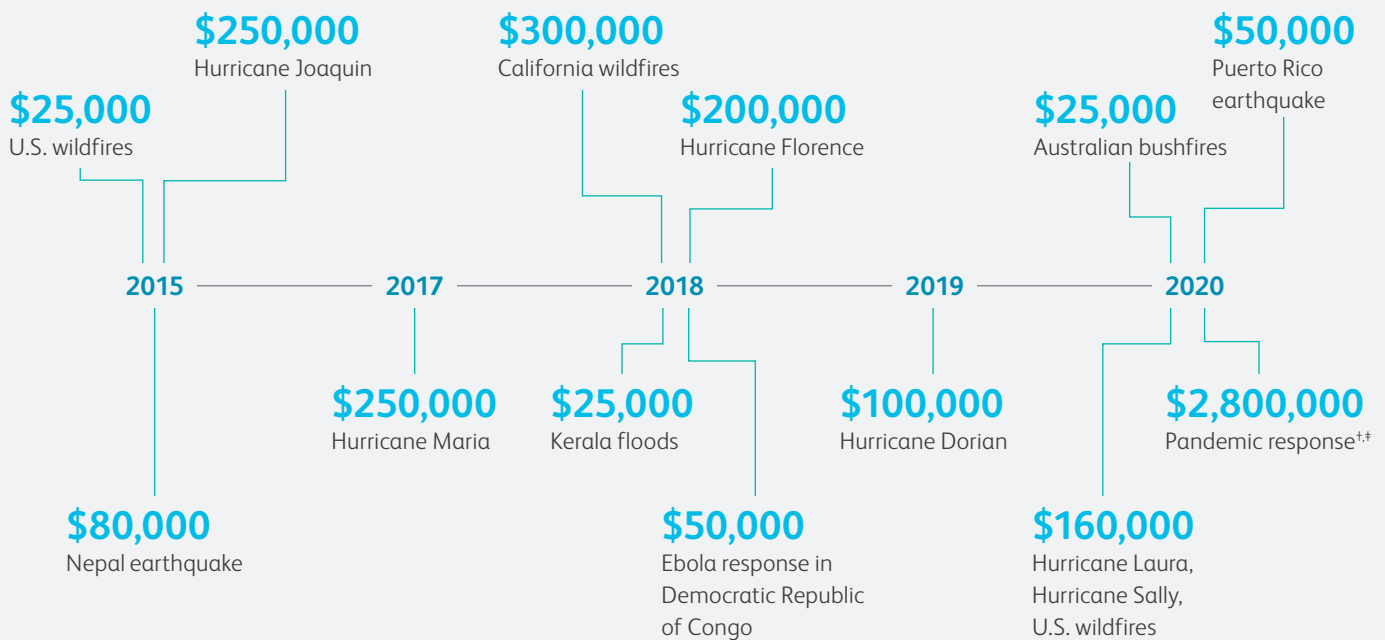 $250,000
Hurricane Joaquin
$300,000
California wildfires
$50,000
Puerto Rico
earthquake
$25,000
U.S. wildfires
$200,000
Hurricane Florence
$25,000
Australian bushfires
2015
2017
2018
2019
2020
$250,000
Hurricane Maria
$25,000
Kerala floods
$100,000
Hurricane Dorian
$2,800,000
Pandemic response†,‡
$80,000
Nepal earthquake
$50,000
Ebola response in
Democratic Republic
of Congo
$160,000
Hurricane Laura,
Hurricane Sally,
U.S. wildfires